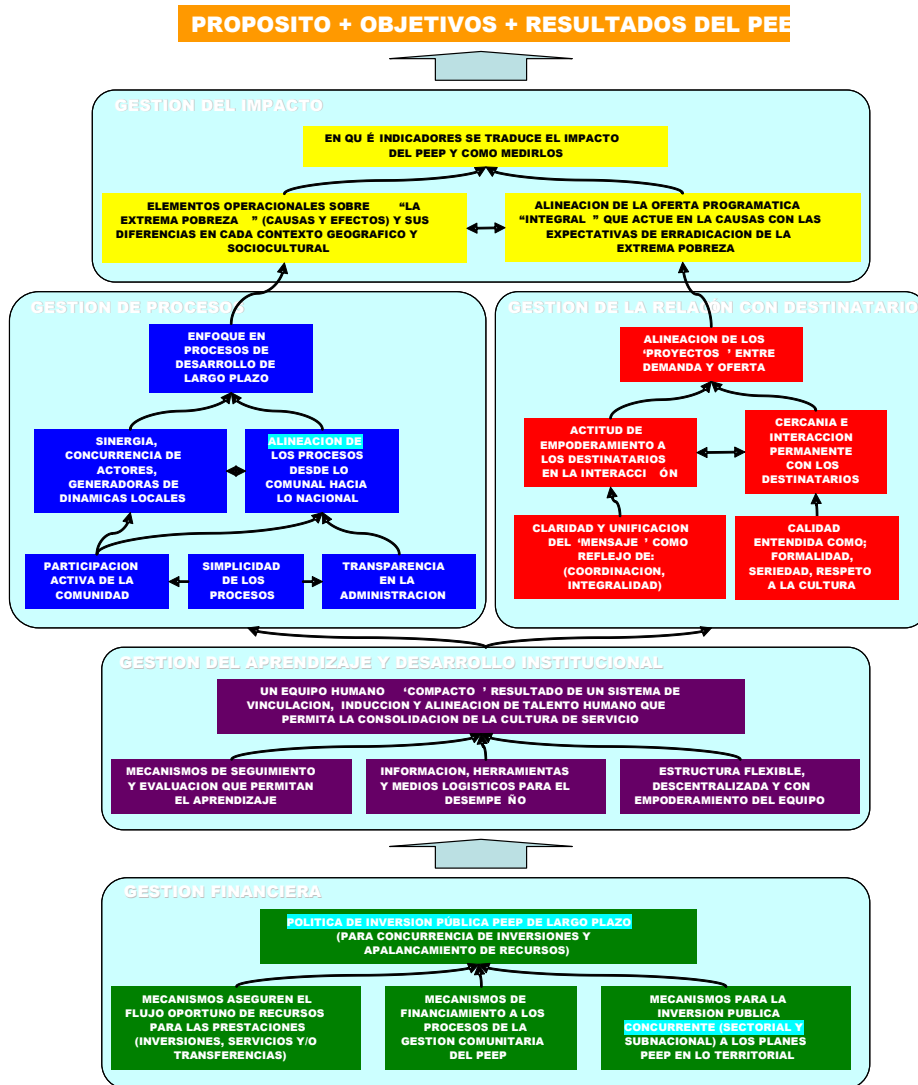 PROPOSITO + OBJETIVOS + RESULTADOS DEL PEE
GESTION DEL IMPACTO
EN QU É INDICADORES SE TRADUCE EL IMPACTO
DEL PEEP Y COMO MEDIRLOS
ELEMENTOS OPERACIONALES SOBRE “LA
EXTREMA POBREZA ” (CAUSAS Y EFECTOS) Y SUS
DIFERENCIAS EN CADA CONTEXTO GEOGRAFICO Y
SOCIOCULTURAL
ALINEACION DE LA OFERTA PROGRAMATICA
“INTEGRAL ” QUE ACTUE EN LA CAUSAS CON LAS
EXPECTATIVAS DE ERRADICACION DE LA
EXTREMA POBREZA
GESTION DE PROCESOS
ENFOQUE EN
PROCESOS DE
DESARROLLO DE
LARGO PLAZO
SINERGIA,
CONCURRENCIA DE
ACTORES,
GENERADORAS DE
DINAMICAS LOCALES
ALINEACION DE
LOS PROCESOS
DESDE LO
COMUNAL HACIA
LO NACIONAL
PARTICIPACION
ACTIVA DE LA
COMUNIDAD
SIMPLICIDAD
DE LOS
PROCESOS
TRANSPARENCIA
EN LA
ADMINISTRACION
GESTION DE LA RELACIÓN CON DESTINATARIO
ALINEACION DE LOS
‘PROYECTOS ’ ENTRE
DEMANDA Y OFERTA
ACTITUD DE
EMPODERAMIENTO A
LOS DESTINATARIOS
EN LA INTERACCI ÓN
CERCANIA E
INTERACCION
PERMANENTE
CON LOS
DESTINATARIOS
CLARIDAD Y UNIFICACION
DEL ‘MENSAJE ’ COMO
REFLEJO DE:
(COORDINACION,
INTEGRALIDAD)
CALIDAD
ENTENDIDA COMO;
FORMALIDAD,
SERIEDAD, RESPETO
A LA CULTURA
GESTION DEL APRENDIZAJE Y DESARROLLO INSTITUCIONAL
UN EQUIPO HUMANO ‘COMPACTO ’ RESULTADO DE UN SISTEMA DE
VINCULACION, INDUCCION Y ALINEACION DE TALENTO HUMANO QUE
PERMITA LA CONSOLIDACION DE LA CULTURA DE SERVICIO
MECANISMOS DE SEGUIMIENTO
Y EVALUACION QUE PERMITAN
EL APRENDIZAJE
INFORMACION, HERRAMIENTAS
Y MEDIOS LOGISTICOS PARA EL
DESEMPE ÑO
ESTRUCTURA FLEXIBLE,
DESCENTRALIZADA Y CON
EMPODERAMIENTO DEL EQUIPO
GESTION FINANCIERA
POLITICA DE INVERSION PÚBLICA PEEP DE LARGO PLAZO
(PARA CONCURRENCIA DE INVERSIONES Y
APALANCAMIENTO DE RECURSOS)
MECANISMOS ASEGUREN EL
FLUJO OPORTUNO DE RECURSOS
PARA LAS PRESTACIONES
(INVERSIONES, SERVICIOS Y/O
TRANSFERENCIAS)
MECANISMOS DE
FINANCIAMIENTO A LOS
PROCESOS DE LA
GESTION COMUNITARIA
DEL PEEP
MECANISMOS PARA LA
INVERSION PUBLICA
CONCURRENTE (SECTORIAL Y
SUBNACIONAL) A LOS PLANES
PEEP EN LO TERRITORIAL